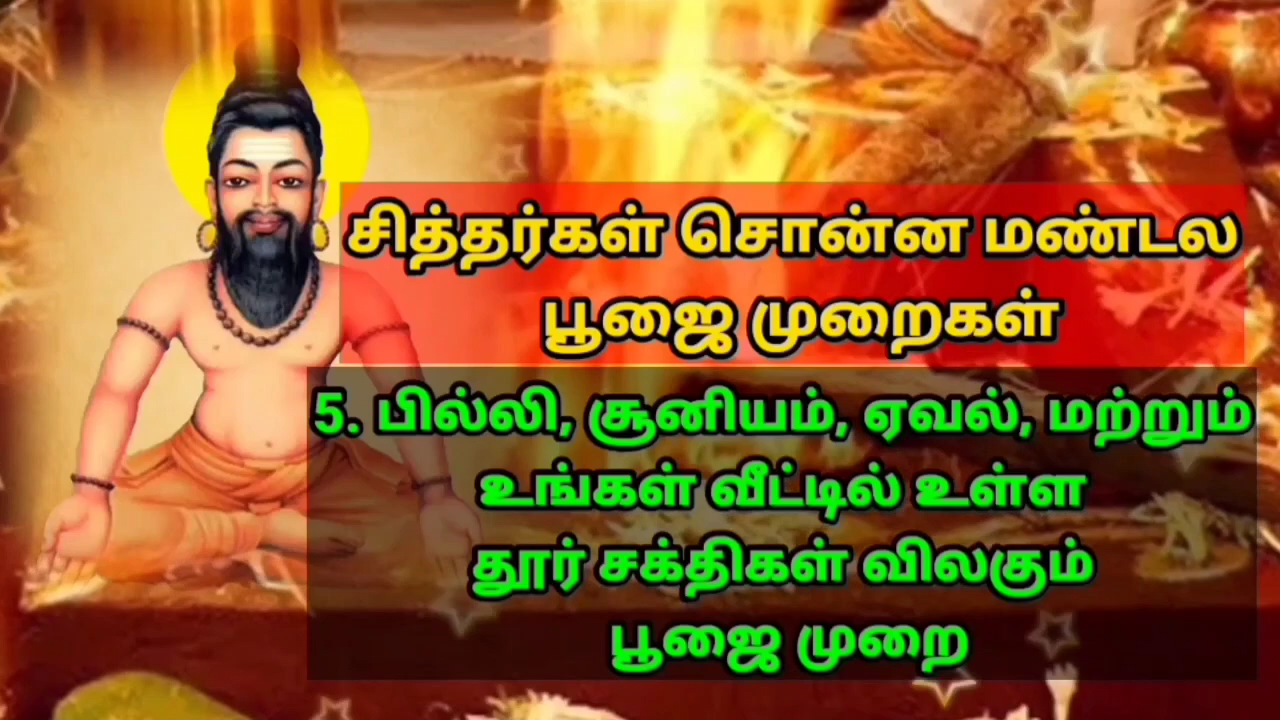 சித்தர்கள் சொன்ன மண்டல
பூஜை முறைகள்
5. பில்லி, சூனியம், ஏவல், மற்றும்
உங்கள் வீட்டில் உள்ள
தூர் சக்திகள் விலகும்
பூஜை முறை